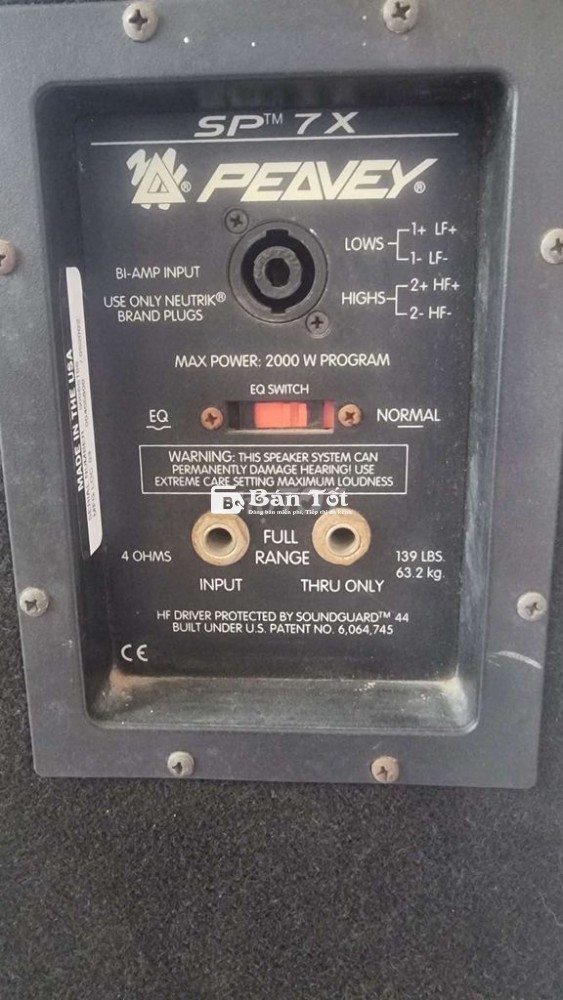 SP™ 7X
PEAVEY®
BI-AMP INPUT
USE ONLY NEUTRIK®
BRAND PLUGS
LOWS
1+ LF+
1- LF-
HIGHS
2+ HF+
2- HF-
MAX POWER: 2000 W PROGRAM
EQ SWITCH
EQ
NORMAL
WARNING: THIS SPEAKER SYSTEM CAN
PERMANENTLY DAMAGE HEARING! USE
EXTREME CARE SETTING MAXIMUM LOUDNESS
Bán Tốt
4 OHMS
FULL
RANGE
139 LBS.
63.2 kg.
INPUT
THRU ONLY
HF DRIVER PROTECTED BY SOUNDGUARD™ 44
BUILT UNDER U.S. PATENT NO. 6,064,745
CE
MADE IN THE USA